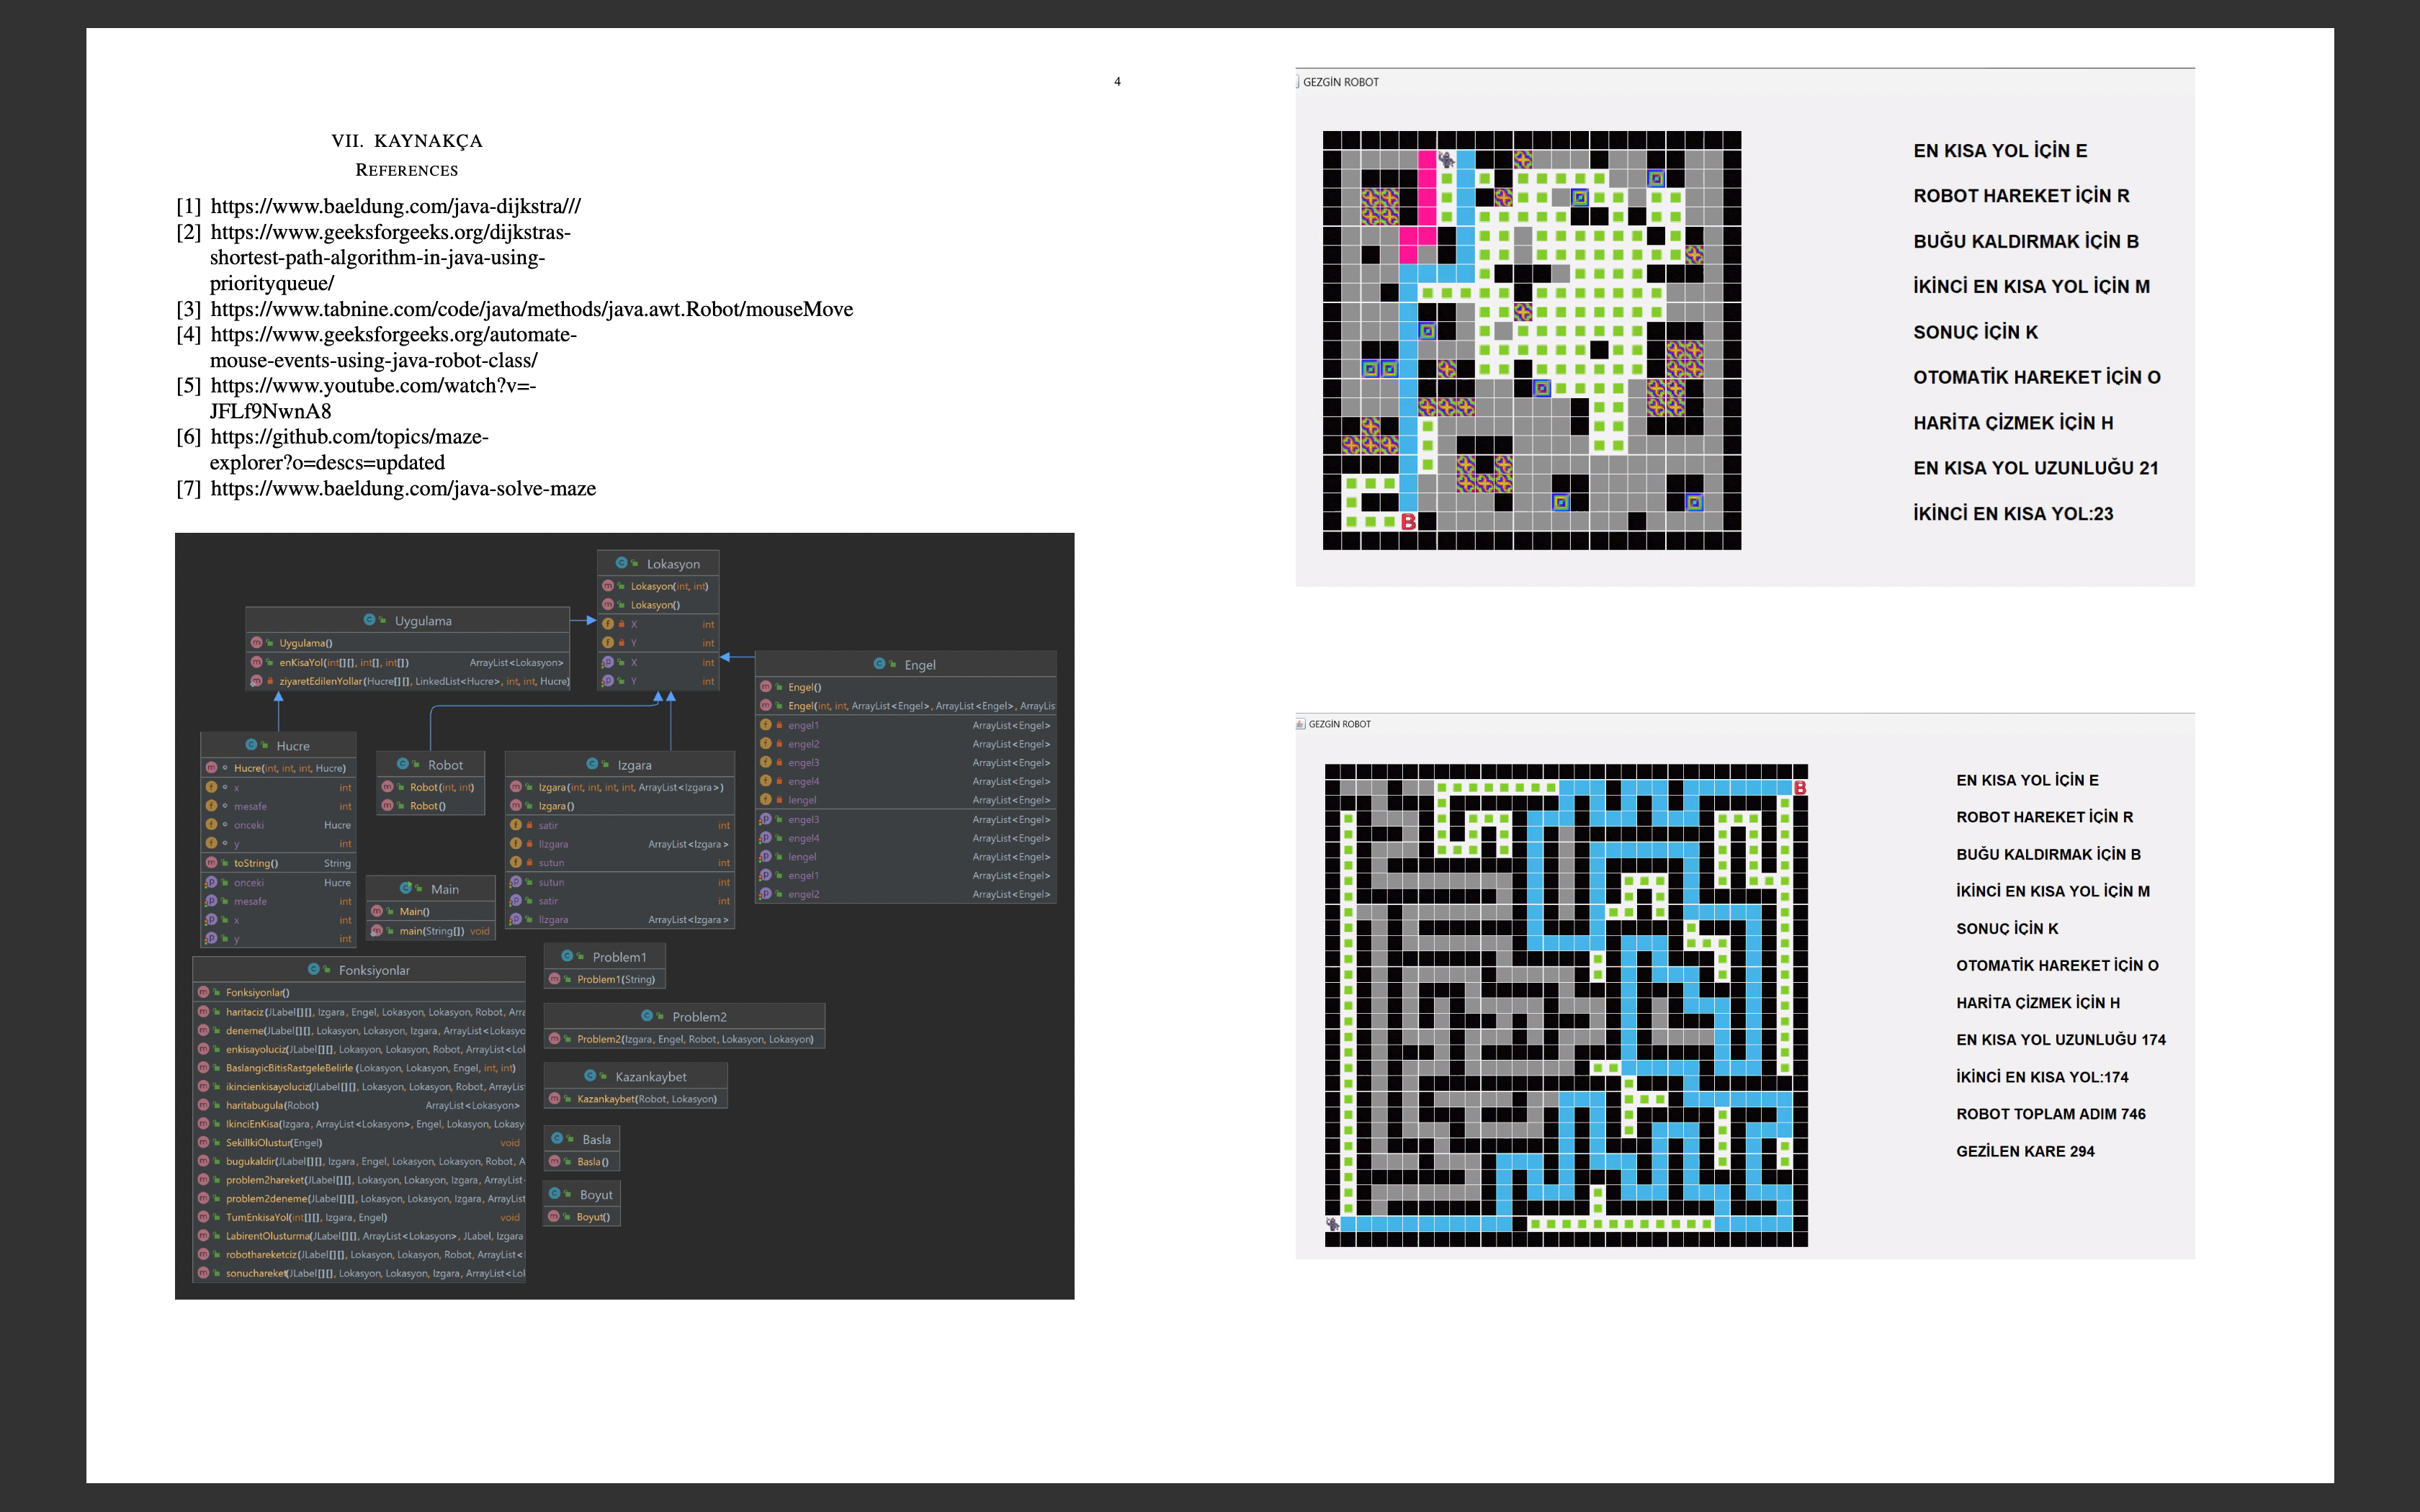 4
VII. KAYNAKÇA
REFERENCES
[1] https://www.baeldung.com/java-dijkstra///
[2] https://www.geeksforgeeks.org/dijkstras-
shortest-path-algorithm-in-java-using-
priorityqueue/
[3] https://www.tabnine.com/code/java/methods/java.awt.Robot/mouseMove
[4] https://www.geeksforgeeks.org/automate-
mouse-events-using-java-robot-class/
[5] https://www.youtube.com/watch?v=-
JFLf9NwnA8
[6] https://github.com/topics/maze-
explorer?o=descs=updated
[7] https://www.baeldung.com/java-solve-maze
Lokasyon
Lokasyon(int, int)
Lokasyon()
X int
Y int
X int
Y int
Uygulama
Uygulama()
enKisaYol(int[][], int[], int[]) ArrayList<Lokasyon>
ziyaretEdilenYollar(Hucre[][], LinkedList<Hucre>, int, int, Hucre)
Engel
Engel()
Engel(int, int, ArrayList<Engel>, ArrayList<Engel>, ArrayLis
engel1 ArrayList<Engel>
engel2 ArrayList<Engel>
engel3 ArrayList<Engel>
engel4 ArrayList<Engel>
lengel ArrayList<Engel>
engel3 ArrayList<Engel>
engel4 ArrayList<Engel>
lengel ArrayList<Engel>
engel1 ArrayList<Engel>
engel2 ArrayList<Engel>
Hucre
Hucre(int, int, int, Hucre)
x int
mesafe int
onceki Hucre
y int
toString() String
onceki Hucre
mesafe int
x int
y int
Robot
Robot(int, int)
Robot()
Izgara
Izgara(int, int, int, int, ArrayList<Izgara>)
Izgara()
satir int
lIzgara ArrayList<Izgara>
sutun int
sutun int
satir int
lIzgara ArrayList<Izgara>
Main
Main()
main(String[]) void
Fonksiyonlar
Fonksiyonlar()
haritaciz(JLabel[][], Izgara, Engel, Lokasyon, Lokasyon, Robot, Arra
deneme(JLabel[][], Lokasyon, Lokasyon, Izgara, ArrayList<Lokasyo
enkisayoluciz(JLabel[][], Lokasyon, Lokasyon, Robot, ArrayList<Lol
BaslangicBitisRastgeleBelirle (Lokasyon, Lokasyon, Engel, int, int)
ikincienkisayoluciz(JLabel[][], Lokasyon, Lokasyon, Robot, ArrayLis
haritabugula(Robot) ArrayList<Lokasyon>
IkinciEnKisa(Izgara, ArrayList<Lokasyon>, Engel, Lokasyon, Lokasy
SekilIkiOlustur(Engel) void
bugukaldir(JLabel[][], Izgara, Engel, Lokasyon, Lokasyon, Robot, A
problem2hareket(JLabel[][], Lokasyon, Lokasyon, Izgara, ArrayList
problem2deneme(JLabel[][], Lokasyon, Lokasyon, Izgara, ArrayList
TumEnkisaYol(int[][], Izgara, Engel) void
LabirentOlusturma(JLabel[][], ArrayList<Lokasyon>, JLabel, Izgara
robothareketciz(JLabel[][], Lokasyon, Lokasyon, Robot, ArrayList<
sonuchareket(JLabel[][], Lokasyon, Lokasyon, Izgara, ArrayList<Lol
Problem1
Problem1(String)
Problem2
Problem2(Izgara, Engel, Robot, Lokasyon, Lokasyon)
Kazankaybet
Kazankaybet(Robot, Lokasyon)
Basla
Basla()
Boyut
Boyut()
GEZGİN ROBOT
B
EN KISA YOL İÇİN E
ROBOT HAREKET İÇİN R
BUĞU KALDIRMAK İÇİN B
İKİNCİ EN KISA YOL İÇİN M
SONUÇ İÇİN K
OTOMATİK HAREKET İÇİN O
HARİTA ÇİZMEK İÇİN H
EN KISA YOL UZUNLUĞU 21
İKİNCİ EN KISA YOL:23
GEZGİN ROBOT
B
EN KISA YOL İÇİN E
ROBOT HAREKET İÇİN R
BUĞU KALDIRMAK İÇİN B
İKİNCİ EN KISA YOL İÇİN M
SONUÇ İÇİN K
OTOMATİK HAREKET İÇİN O
HARİTA ÇİZMEK İÇİN H
EN KISA YOL UZUNLUĞU 174
İKİNCİ EN KISA YOL:174
ROBOT TOPLAM ADIM 746
GEZİLEN KARE 294